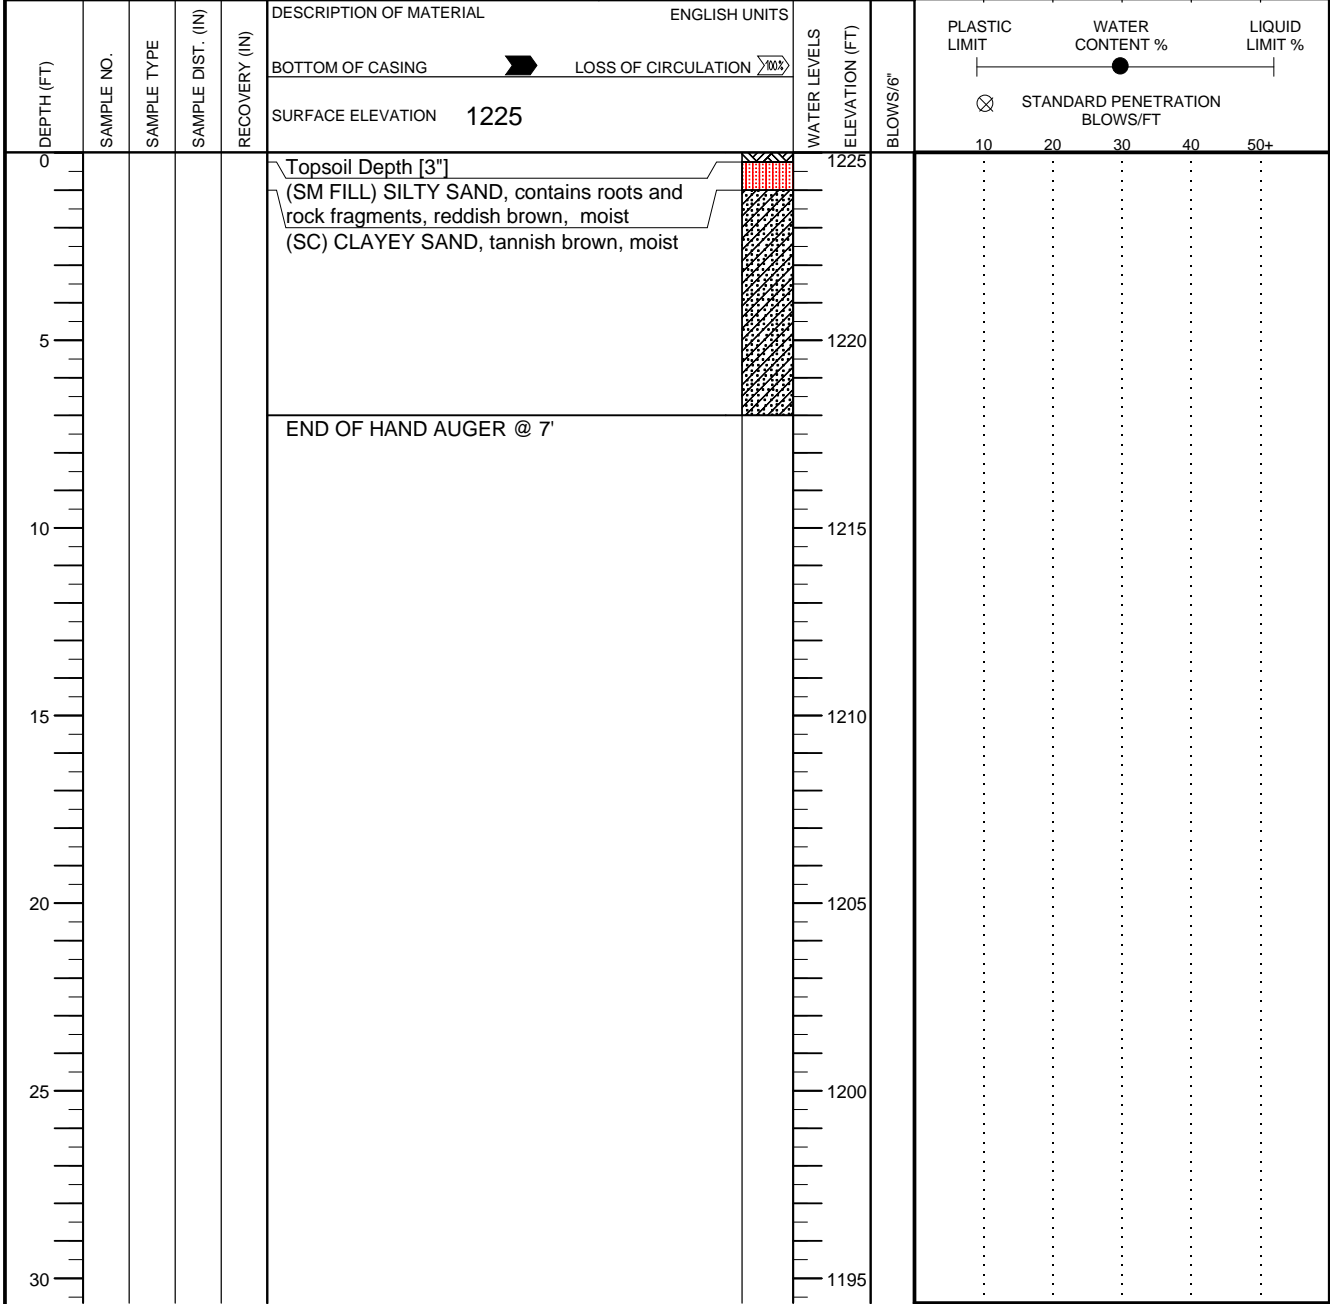 DEPTH (FT)
SAMPLE NO.
SAMPLE TYPE
SAMPLE DIST. (IN)
RECOVERY (IN)
DESCRIPTION OF MATERIAL
ENGLISH UNITS
BOTTOM OF CASING
LOSS OF CIRCULATION
100%
SURFACE ELEVATION
1225
WATER LEVELS
ELEVATION (FT)
BLOWS/6"
PLASTIC
LIMIT
WATER
CONTENT %
LIQUID
LIMIT %
STANDARD PENETRATION
BLOWS/FT
10
20
30
40
50+
0
5
10
15
20
25
30
Topsoil Depth [3"]
(SM FILL) SILTY SAND, contains roots and
rock fragments, reddish brown, moist
(SC) CLAYEY SAND, tannish brown, moist
END OF HAND AUGER @ 7'
1225
1220
1215
1210
1205
1200
1195